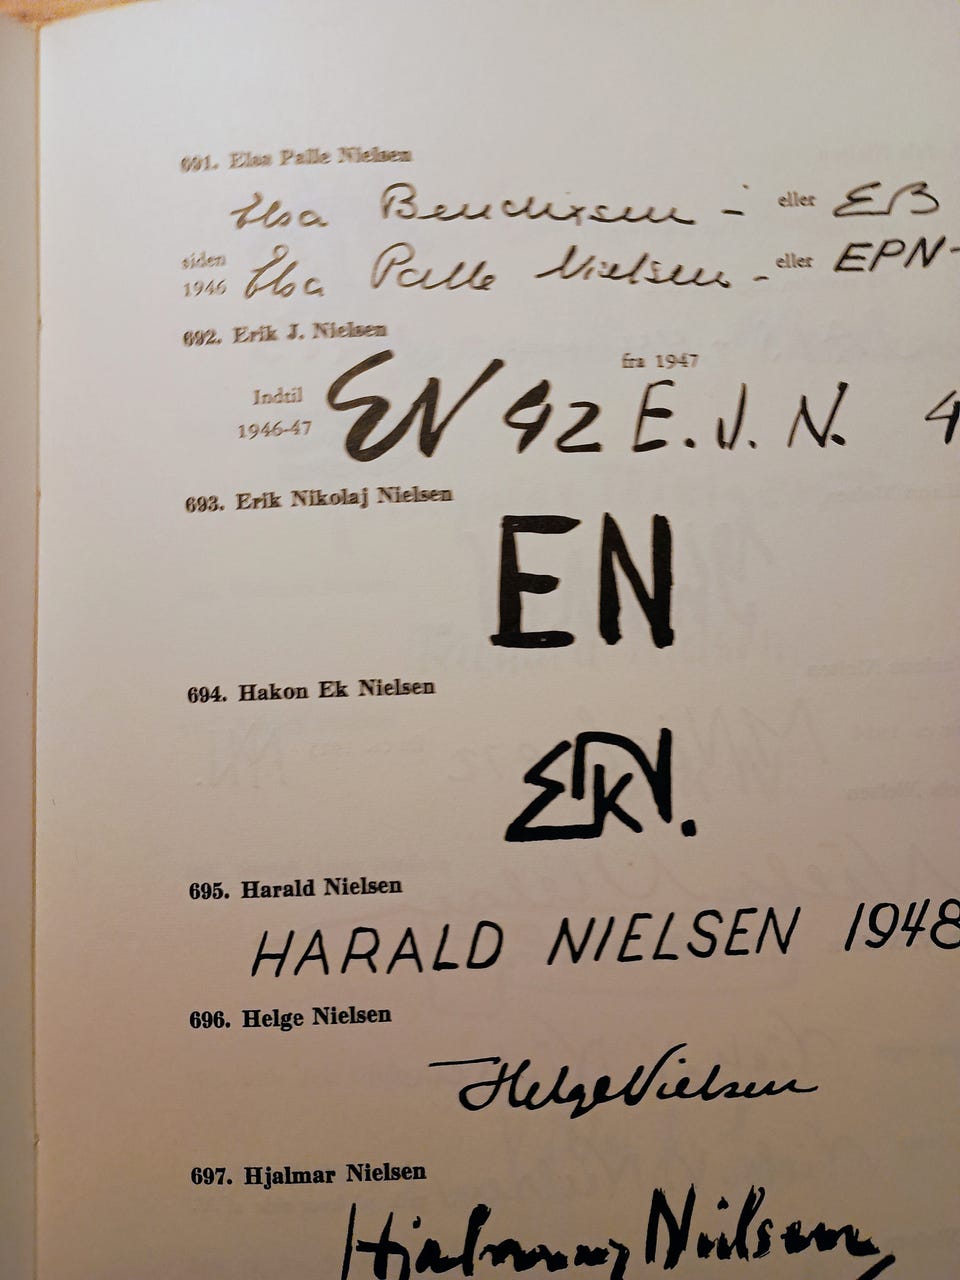 691. Elsa Palle Nielsen
Elsa Bendixsen - eller EB
siden
1946 Elsa Palle Nielsen - eller EPN-
692. Erik J. Nielsen
Indtil
1946-47 EN 42 fra 1947 E. J. N. 4
693. Erik Nikolaj Nielsen
EN
694. Hakon Ek Nielsen
EKN.
695. Harald Nielsen
HARALD NIELSEN 1948
696. Helge Nielsen
Helge Nielsen
697. Hjalmar Nielsen
Hjalmar Nielsen